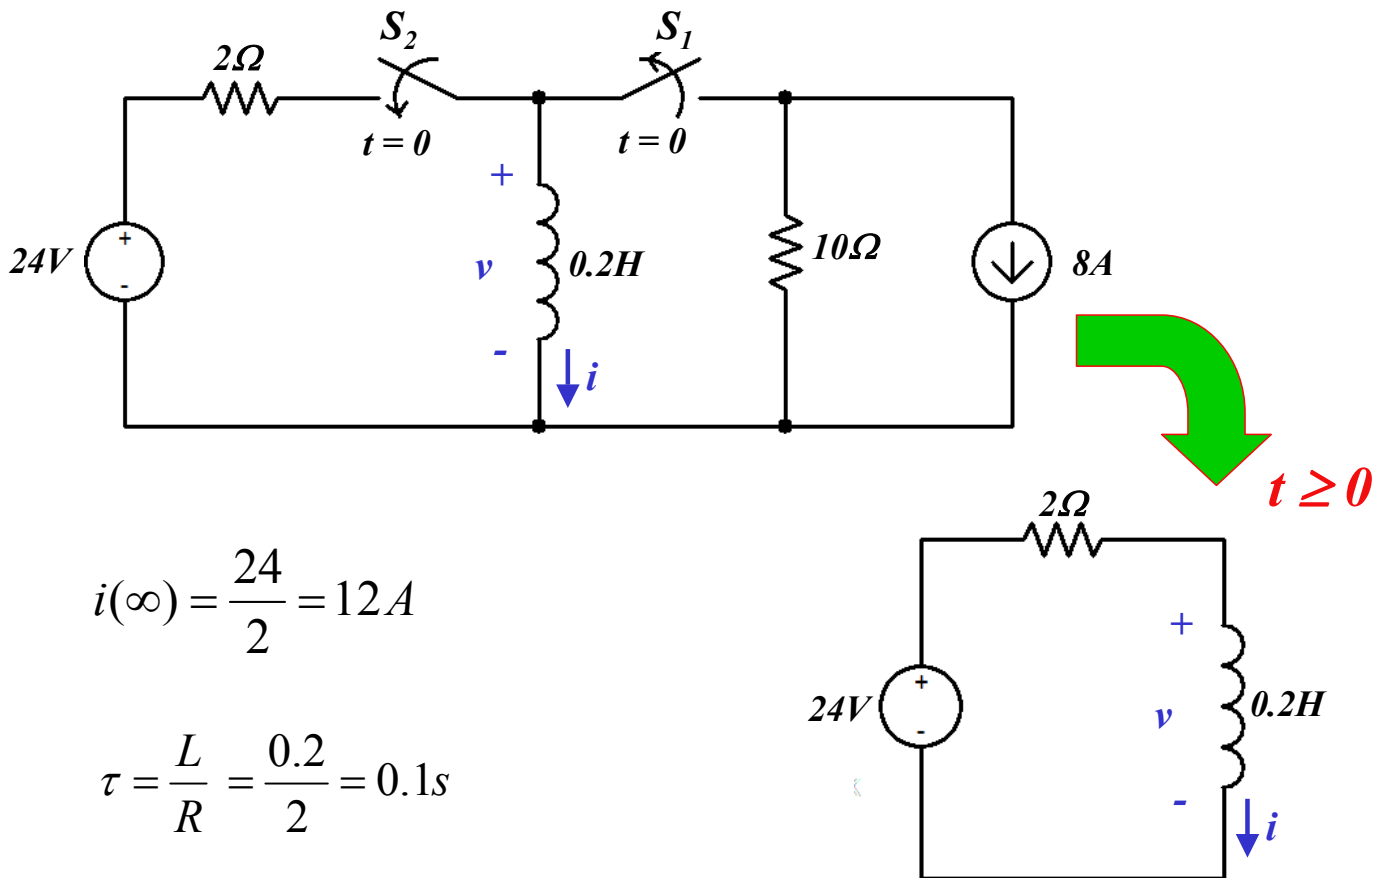 S₂
S₁
2Ω
t = 0
t = 0
+
+
-
24V
v
0.2H
10Ω
8A
-
i
t ≥ 0
2Ω
i(∞) = 24/2 = 12A
+
+
-
24V
v
0.2H
τ = L/R = 0.2/2 = 0.1s
-
i